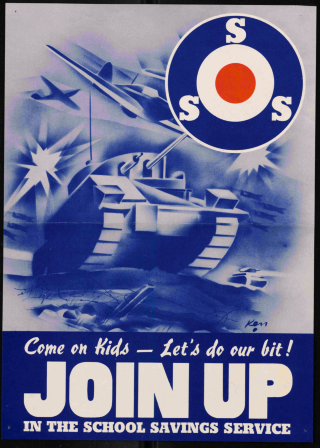 S
S S
Ken
Come on Kids — Let's do our bit!
JOIN UP
IN THE SCHOOL SAVINGS SERVICE